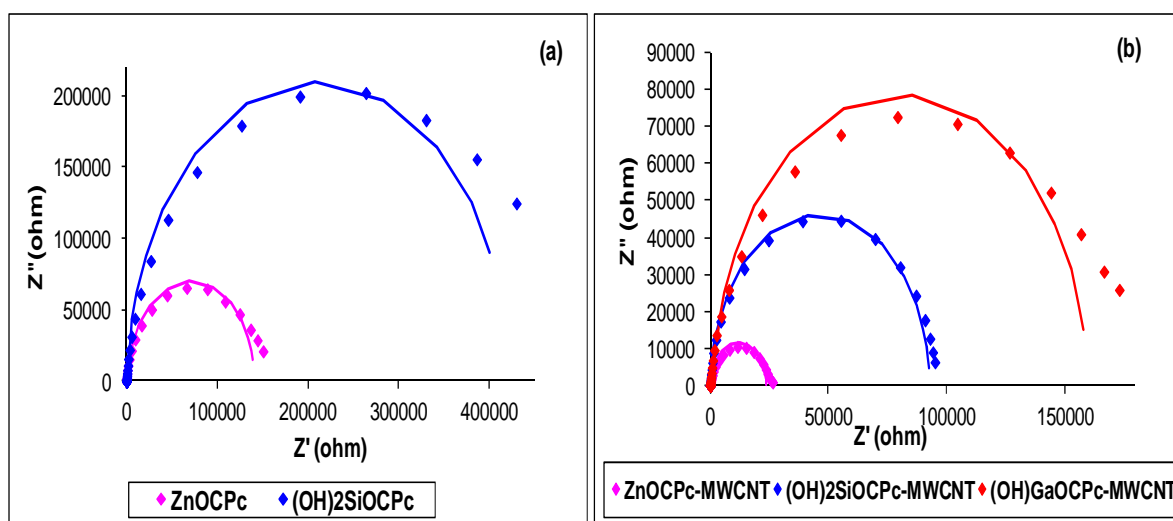 (a)
Z'' (ohm)
200000
150000
100000
50000
0
0 100000 200000 300000 400000
Z' (ohm)
ZnOCPc (OH)2SiOCPc
(b)
Z'' (ohm)
90000
80000
70000
60000
50000
40000
30000
20000
10000
0
0 50000 100000 150000
Z' (ohm)
ZnOCPc-MWCNT (OH)2SiOCPc-MWCNT (OH)GaOCPc-MWCNT